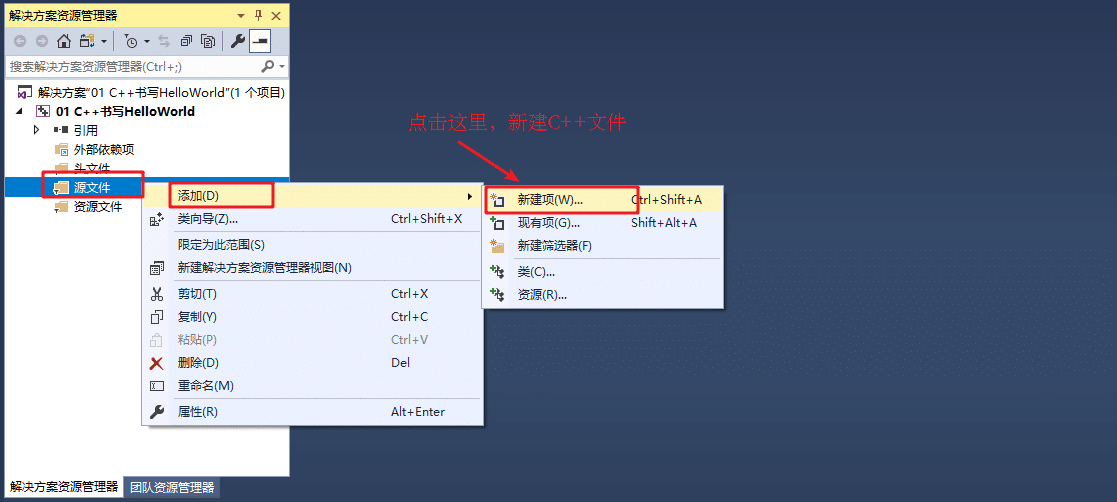 解决方案资源管理器
搜索解决方案资源管理器(Ctrl+;)
解决方案"01 C++书写HelloWorld"(1 个项目)
01 C++书写HelloWorld
引用
外部依赖项
头文件
源文件
资源文件
点击这里，新建C++文件
添加(D)
类向导(Z)... Ctrl+Shift+X
限定为此范围(S)
新建解决方案资源管理器视图(N)
剪切(T) Ctrl+X
复制(Y) Ctrl+C
粘贴(P) Ctrl+V
删除(D) Del
重命名(M)
属性(R) Alt+Enter
新建项(W)... Ctrl+Shift+A
现有项(G)... Shift+Alt+A
新建筛选器(F)
类(C)...
资源(R)...
解决方案资源管理器 团队资源管理器